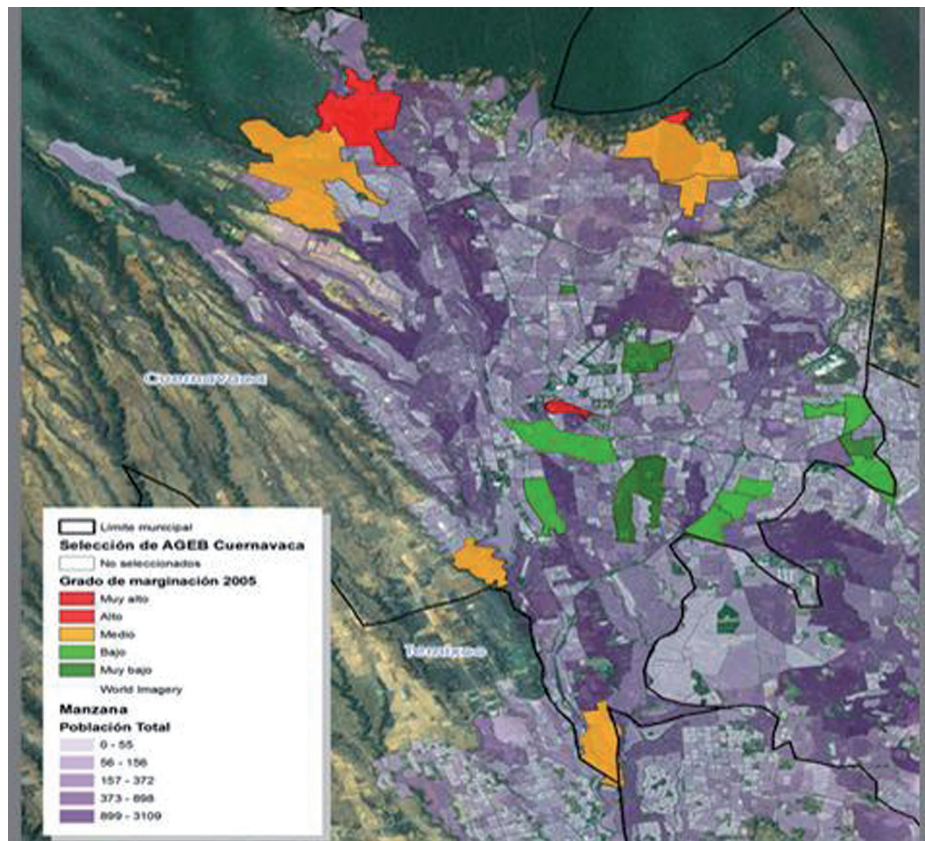 Cuernavaca
Límite municipal
Selección de AGEB Cuernavaca
No seleccionados
Grado de marginación 2005
Muy alto
Alto
Medio
Bajo
Muy bajo
World Imagery
Manzana
Población Total
0 - 55
56 - 156
157 - 372
373 - 898
899 - 3109
Temixco